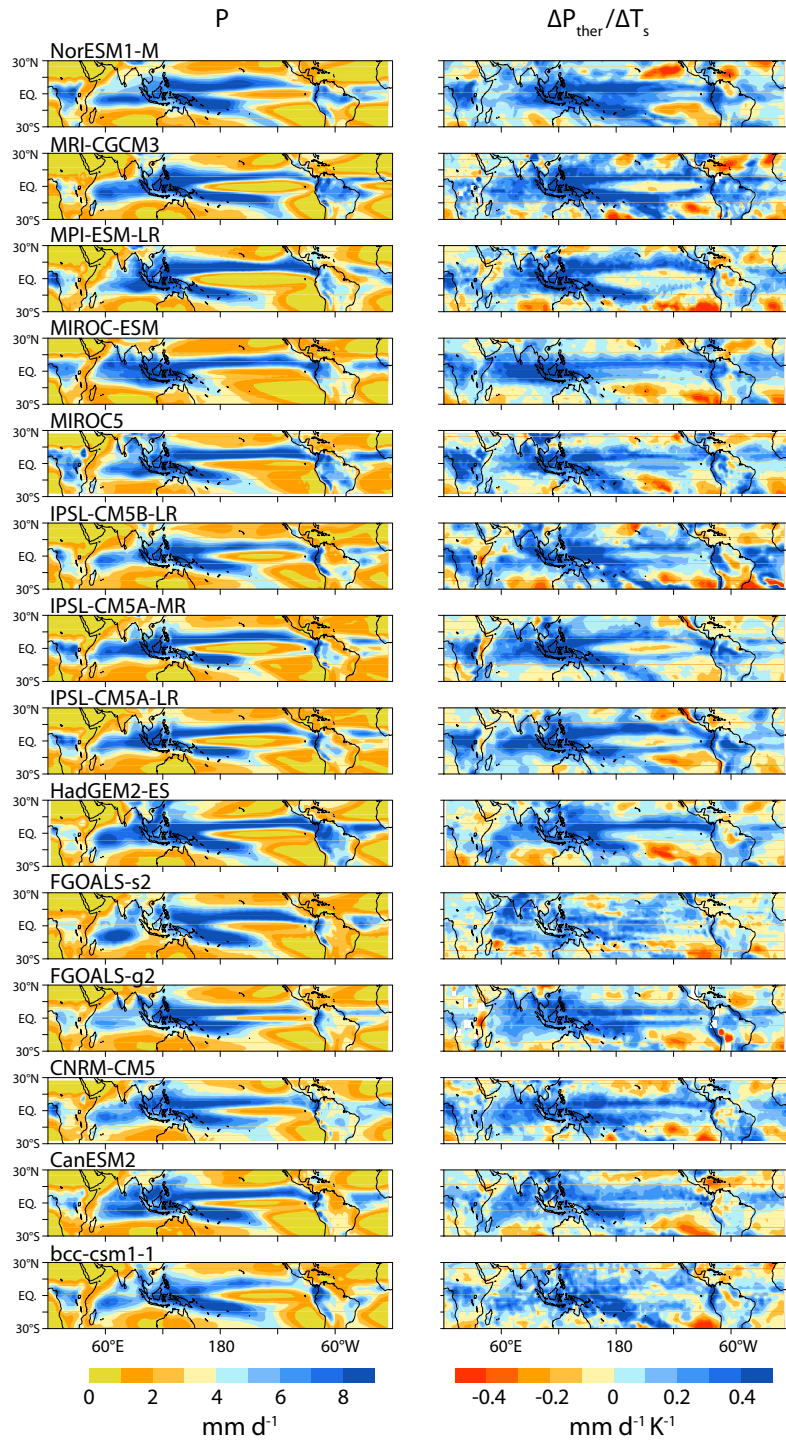 P ΔP_ther/ΔT_s
NorESM1-M
30°N
EQ.
30°S
MRI-CGCM3
30°N
EQ.
30°S
MPI-ESM-LR
30°N
EQ.
30°S
MIROC-ESM
30°N
EQ.
30°S
MIROC5
30°N
EQ.
30°S
IPSL-CM5B-LR
30°N
EQ.
30°S
IPSL-CM5A-MR
30°N
EQ.
30°S
IPSL-CM5A-LR
30°N
EQ.
30°S
HadGEM2-ES
30°N
EQ.
30°S
FGOALS-s2
30°N
EQ.
30°S
FGOALS-g2
30°N
EQ.
30°S
CNRM-CM5
30°N
EQ.
30°S
CanESM2
30°N
EQ.
30°S
bcc-csm1-1
30°N
EQ.
30°S
60°E 180 60°W 60°E 180 60°W
0 2 4 6 8 -0.4 -0.2 0 0.2 0.4
mm d⁻¹ mm d⁻¹ K⁻¹